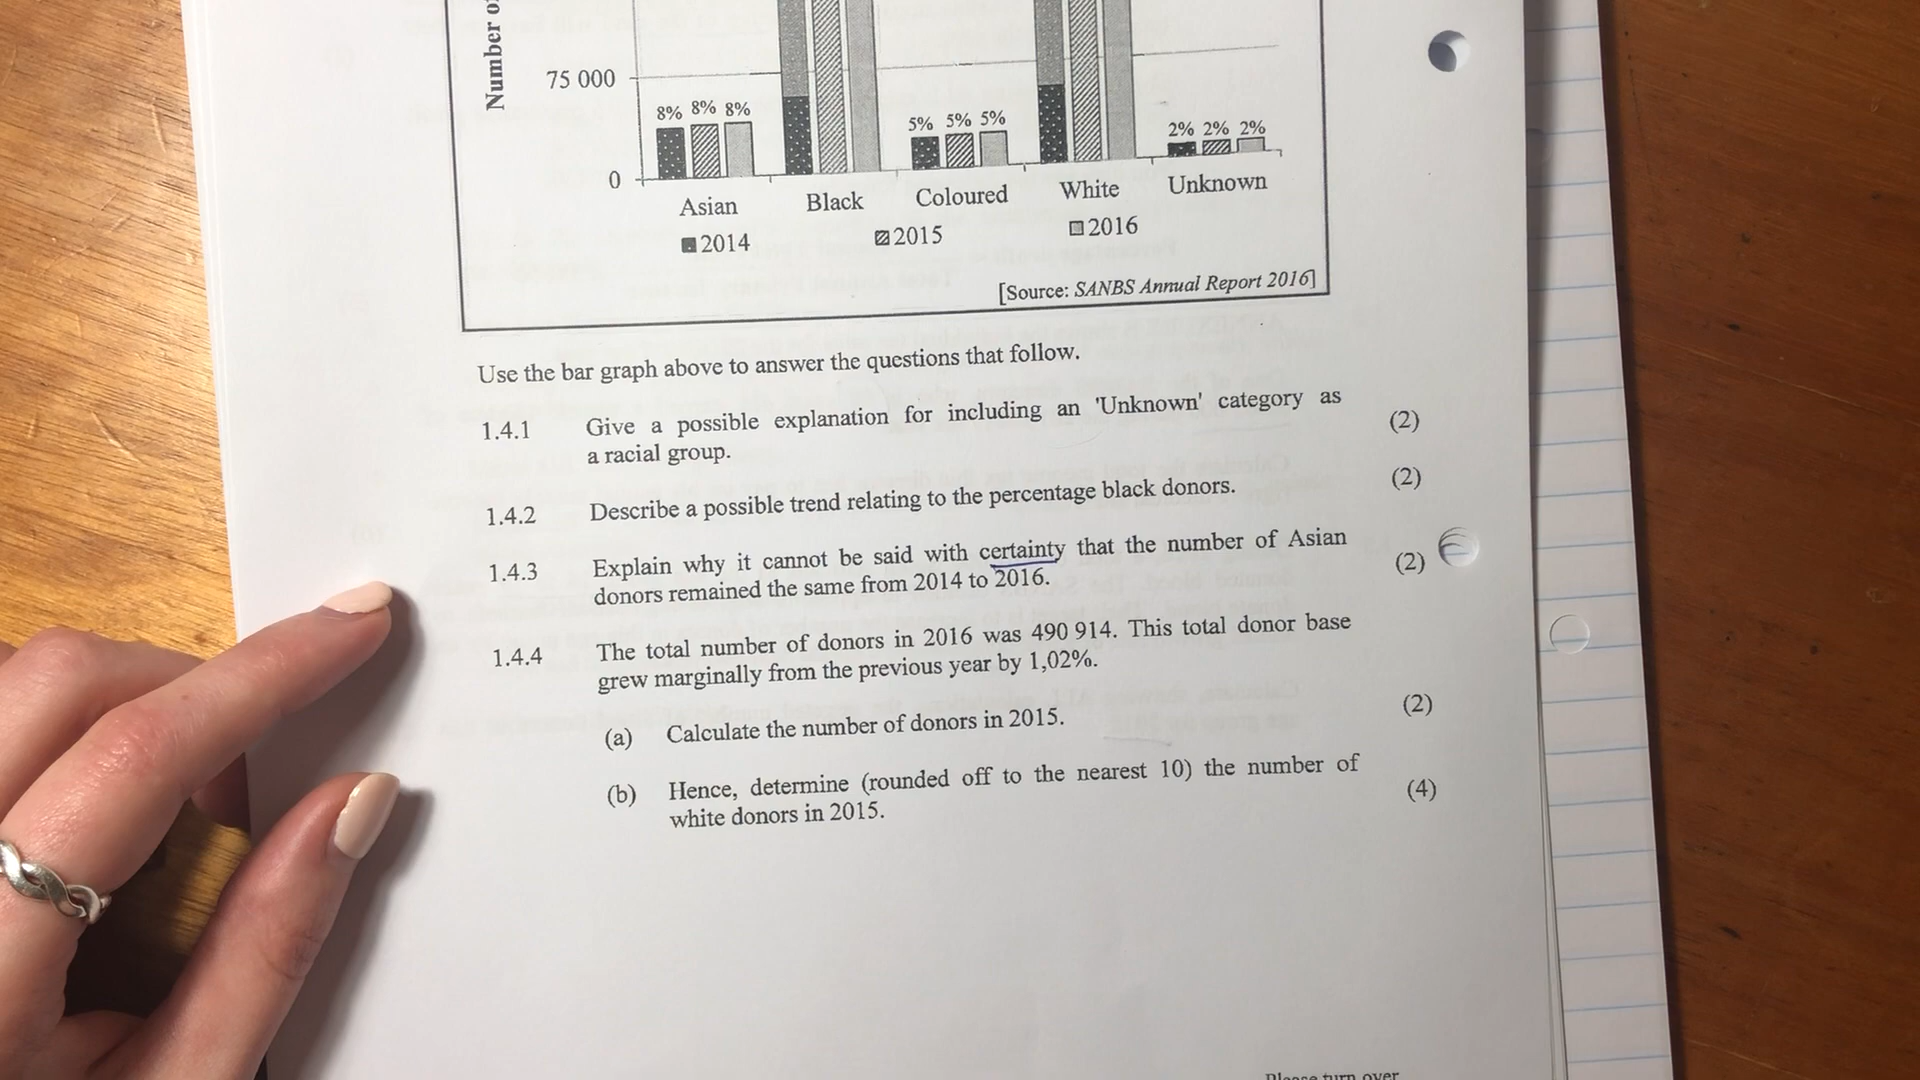 Number o
75 000
8% 8% 8%
5% 5% 5%
2% 2% 2%
0
Asian Black Coloured White Unknown
2014 2015 2016
[Source: SANBS Annual Report 2016]
Use the bar graph above to answer the questions that follow.
1.4.1 Give a possible explanation for including an 'Unknown' category as (2)
a racial group.
1.4.2 Describe a possible trend relating to the percentage black donors. (2)
1.4.3 Explain why it cannot be said with certainty that the number of Asian (2)
donors remained the same from 2014 to 2016.
1.4.4 The total number of donors in 2016 was 490 914. This total donor base
grew marginally from the previous year by 1,02%.
(a) Calculate the number of donors in 2015. (2)
(b) Hence, determine (rounded off to the nearest 10) the number of (4)
white donors in 2015.
Please turn over